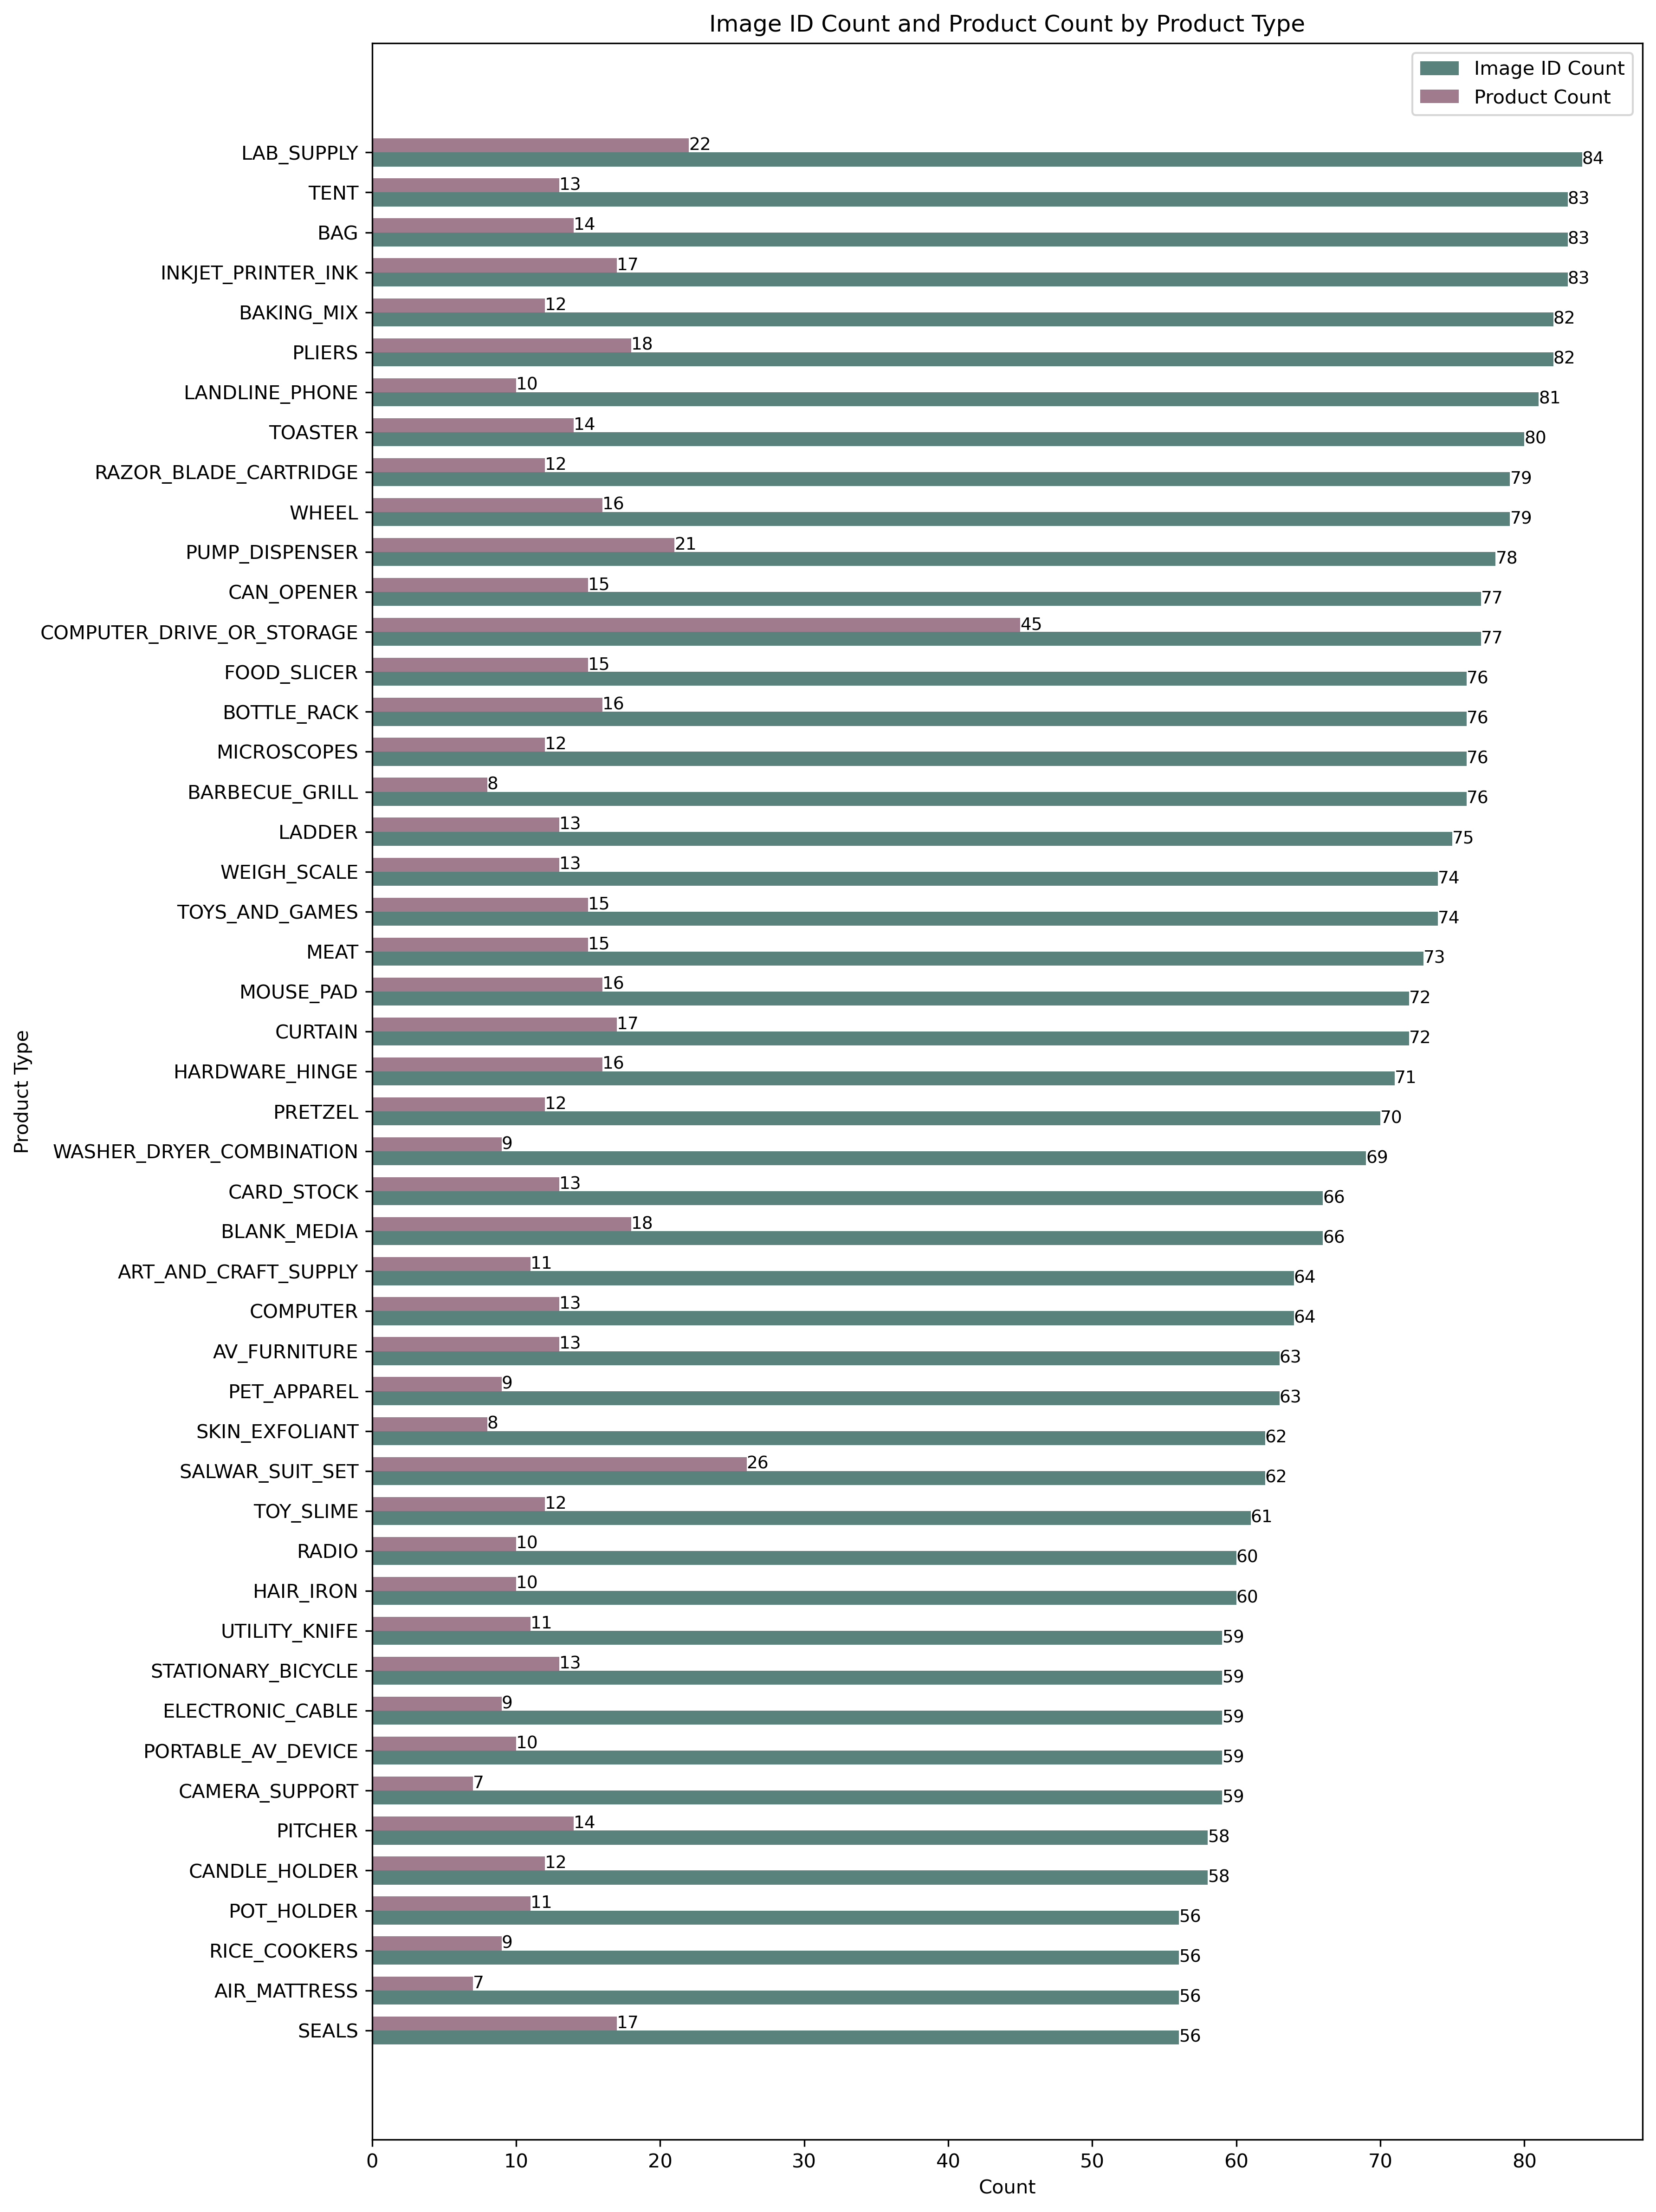 Image ID Count and Product Count by Product Type
Image ID Count
Product Count
LAB_SUPPLY 22 84
TENT 13 83
BAG 14 83
INKJET_PRINTER_INK 17 83
BAKING_MIX 12 82
PLIERS 18 82
LANDLINE_PHONE 10 81
TOASTER 14 80
RAZOR_BLADE_CARTRIDGE 12 79
WHEEL 16 79
PUMP_DISPENSER 21 78
CAN_OPENER 15 77
COMPUTER_DRIVE_OR_STORAGE 45 77
FOOD_SLICER 15 76
BOTTLE_RACK 16 76
MICROSCOPES 12 76
BARBECUE_GRILL 8 76
LADDER 13 75
WEIGH_SCALE 13 74
TOYS_AND_GAMES 15 74
MEAT 15 73
MOUSE_PAD 16 72
CURTAIN 17 72
HARDWARE_HINGE 16 71
PRETZEL 12 70
WASHER_DRYER_COMBINATION 9 69
CARD_STOCK 13 66
BLANK_MEDIA 18 66
ART_AND_CRAFT_SUPPLY 11 64
COMPUTER 13 64
AV_FURNITURE 13 63
PET_APPAREL 9 63
SKIN_EXFOLIANT 8 62
SALWAR_SUIT_SET 26 62
TOY_SLIME 12 61
RADIO 10 60
HAIR_IRON 10 60
UTILITY_KNIFE 11 59
STATIONARY_BICYCLE 13 59
ELECTRONIC_CABLE 9 59
PORTABLE_AV_DEVICE 10 59
CAMERA_SUPPORT 7 59
PITCHER 14 58
CANDLE_HOLDER 12 58
POT_HOLDER 11 56
RICE_COOKERS 9 56
AIR_MATTRESS 7 56
SEALS 17 56
Product Type
0 10 20 30 40 50 60 70 80
Count